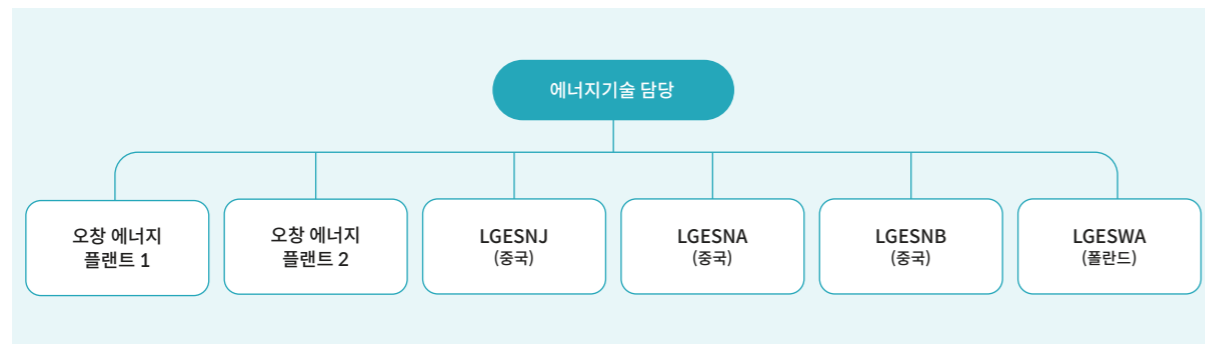 에너지기술 담당
오창 에너지
플랜트 1
오창 에너지
플랜트 2
LGESNJ
(중국)
LGESNA
(중국)
LGESNB
(중국)
LGESWA
(폴란드)